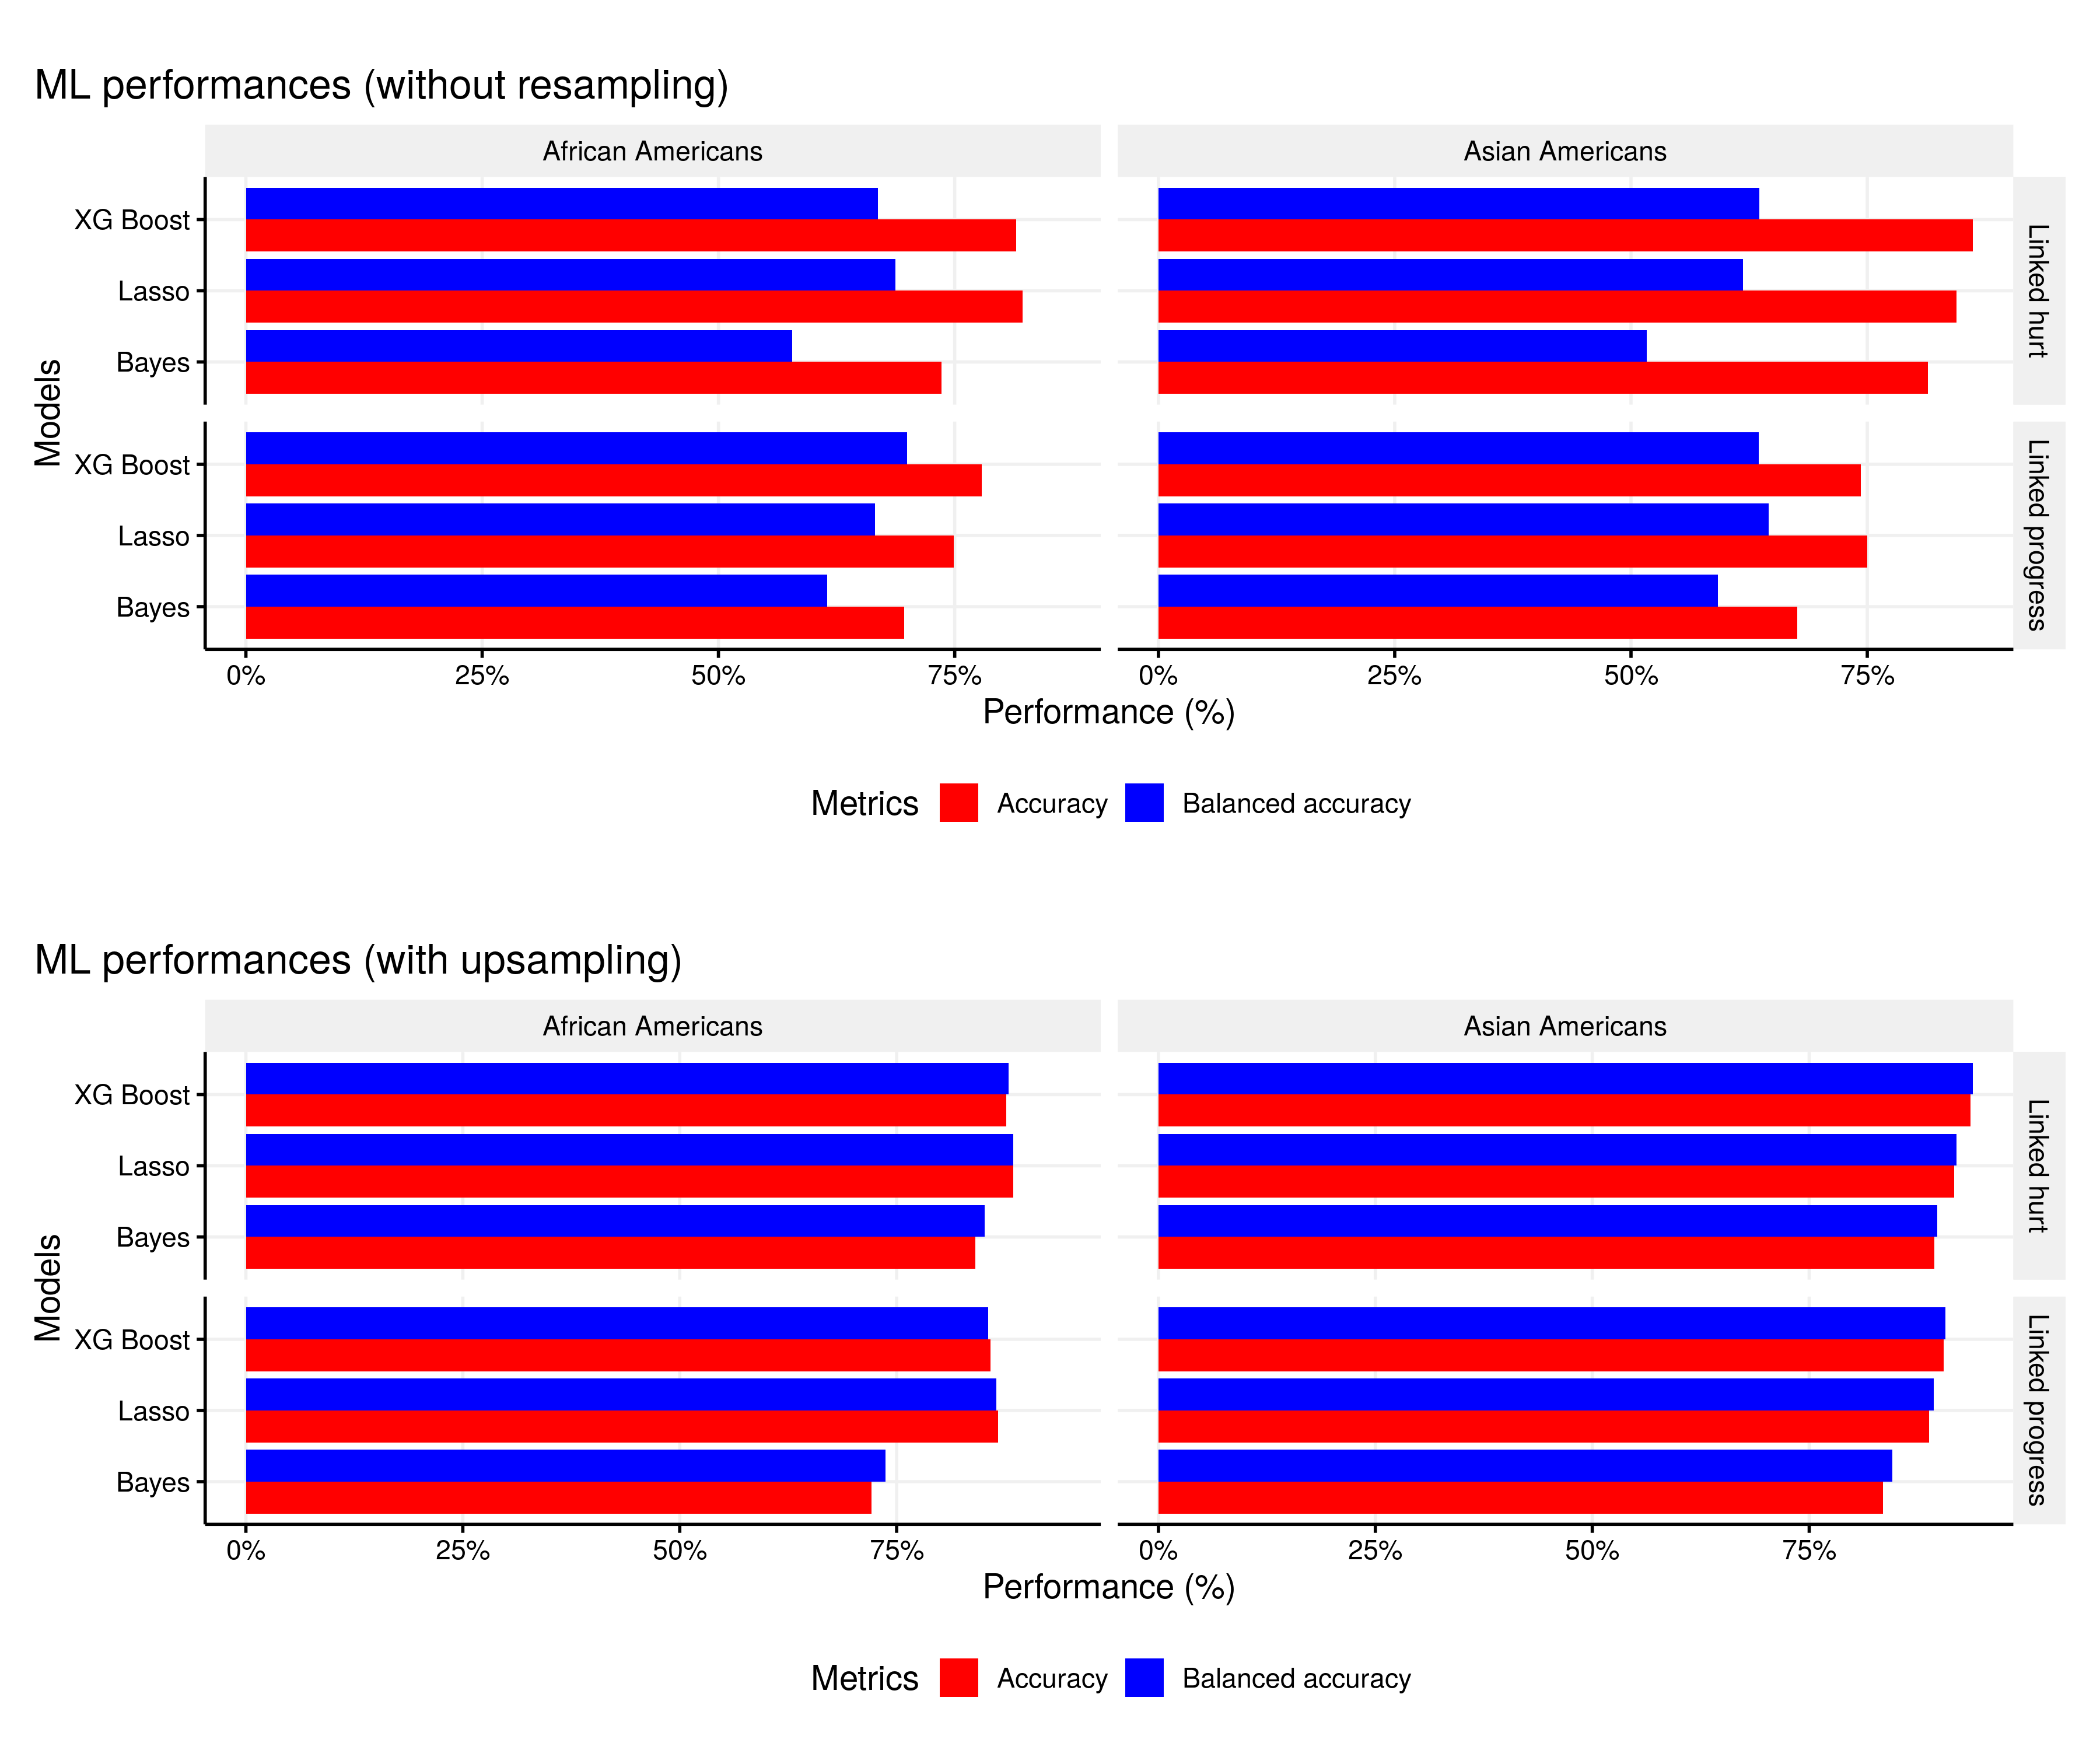 ML performances (without resampling)
African Americans
Asian Americans
XG Boost
Lasso
Bayes
Linked hurt
Models
XG Boost
Lasso
Bayes
Linked progress
0% 25% 50% 75%
0% 25% 50% 75%
Performance (%)
Metrics Accuracy Balanced accuracy
ML performances (with upsampling)
African Americans
Asian Americans
XG Boost
Lasso
Bayes
Linked hurt
Models
XG Boost
Lasso
Bayes
Linked progress
0% 25% 50% 75%
0% 25% 50% 75%
Performance (%)
Metrics Accuracy Balanced accuracy